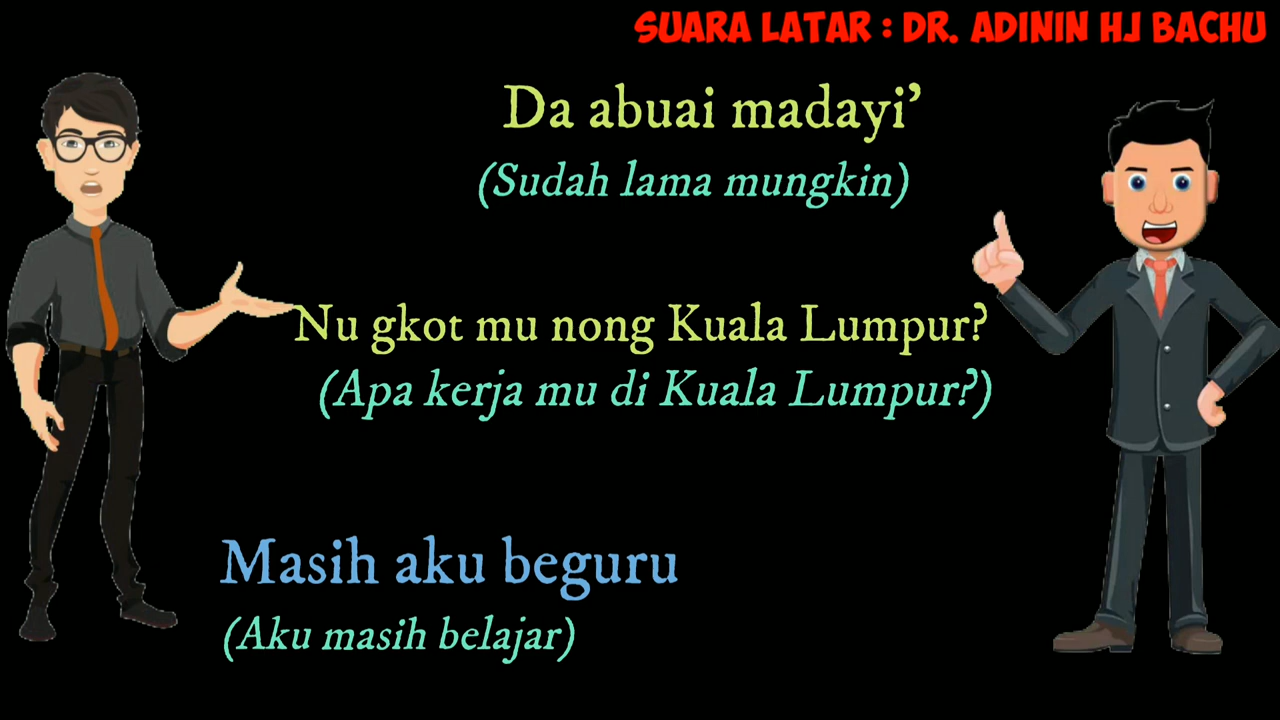 SUARA LATAR : DR. ADININ HJ BACHU
Da abuai madayi’
(Sudah lama mungkin)
Nu gkot mu nong Kuala Lumpur?
(Apa kerja mu di Kuala Lumpur?)
Masih aku beguru
(Aku masih belajar)